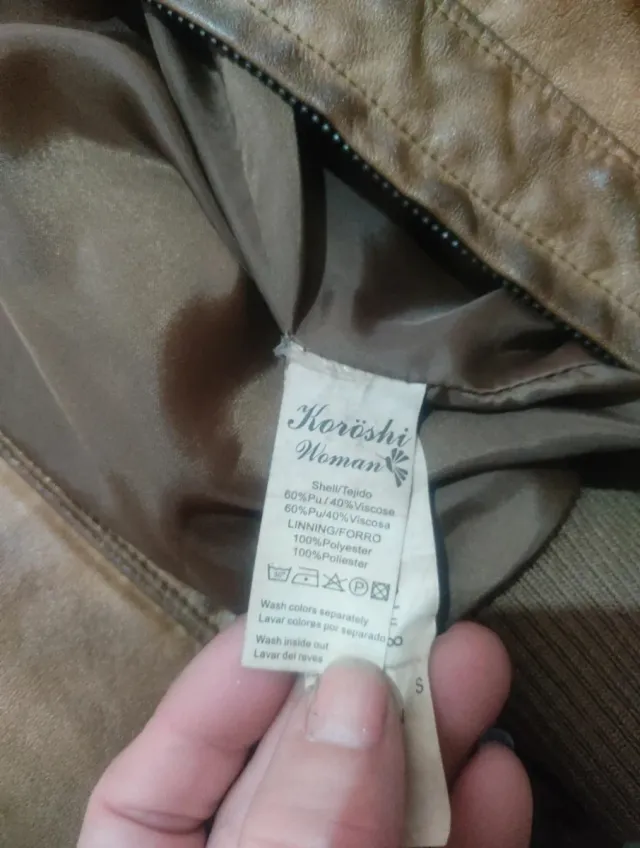 Koröshi
Woman
Shell/Tejido
60%Pu/40%Viscose
60%Pu/40%Viscosa
LINNING/FORRO
100%Polyester
100%Poliester
P
Wash colors separately
Lavar colores por separado
Wash inside out
Lavar del reves
S